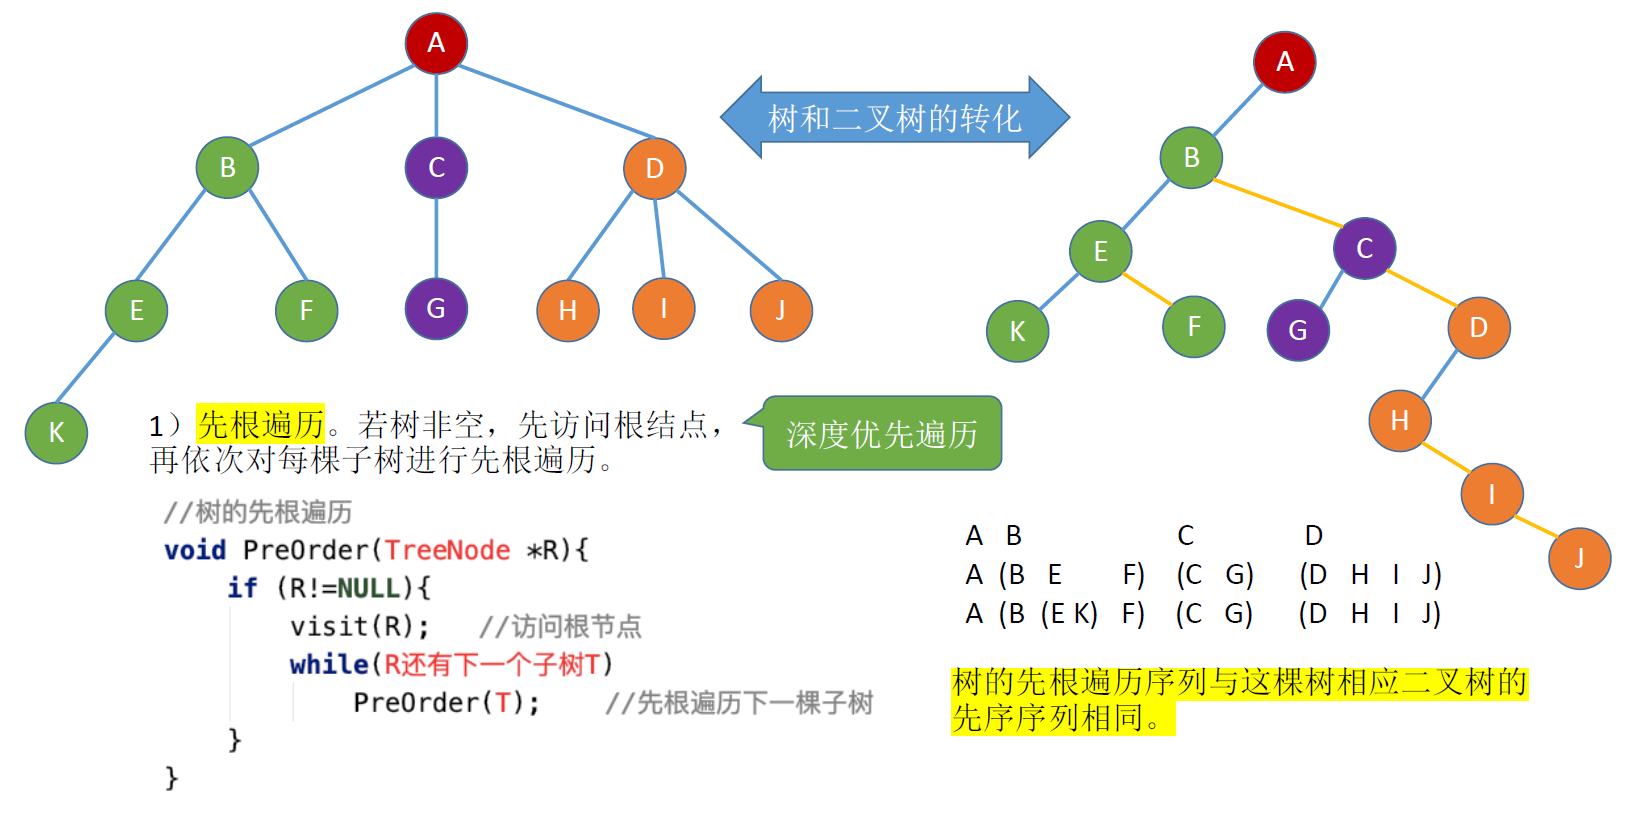 A
B C D
E F G H I J
K
树和二叉树的转化
A
B
E C
K F G D
H
I
J
1）先根遍历。若树非空，先访问根结点，
再依次对每棵子树进行先根遍历。
深度优先遍历
//树的先根遍历
void PreOrder(TreeNode *R){
if (R!=NULL){
visit(R); //访问根节点
while(R还有下一个子树T)
PreOrder(T); //先根遍历下一棵子树
}
}
A B C D
A (B E F) (C G) (D H I J)
A (B (E K) F) (C G) (D H I J)
树的先根遍历序列与这棵树相应二叉树的
先序序列相同。